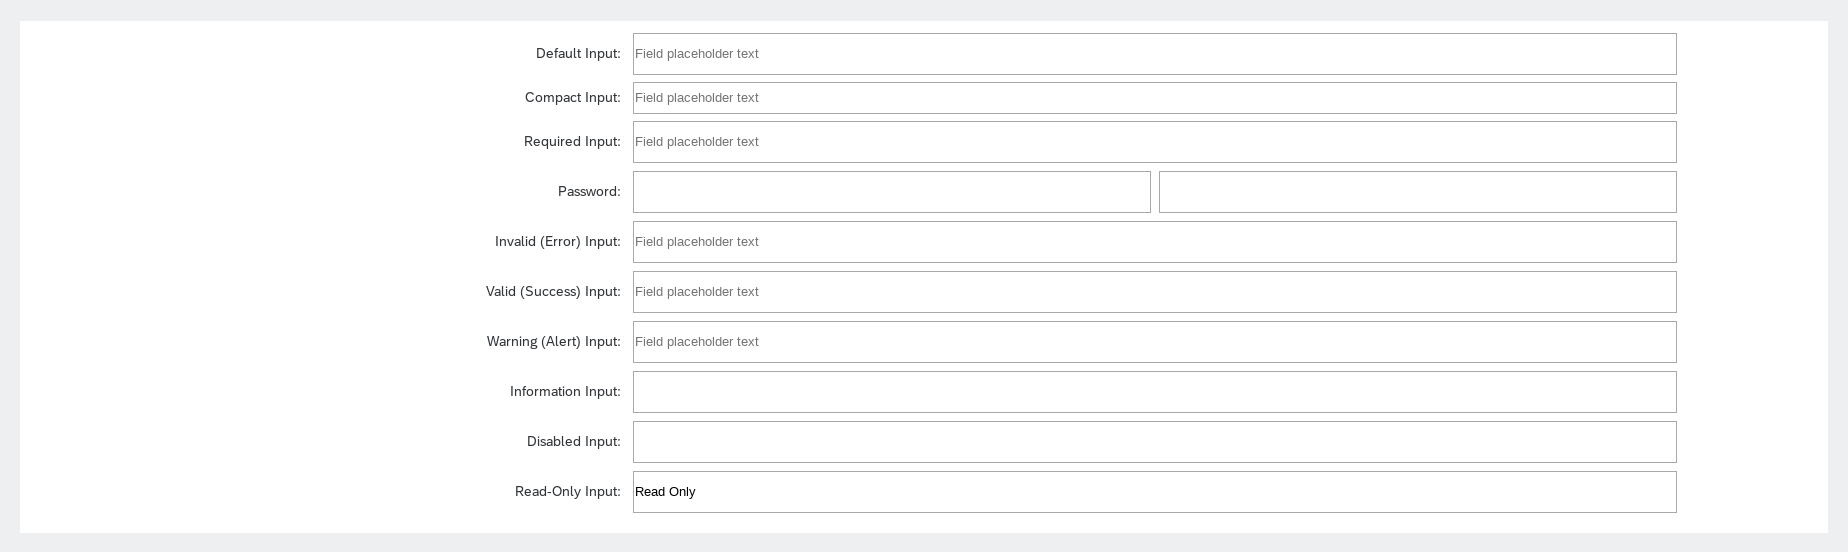 Default Input: Field placeholder text
Compact Input: Field placeholder text
Required Input: Field placeholder text
Password:
Invalid (Error) Input: Field placeholder text
Valid (Success) Input: Field placeholder text
Warning (Alert) Input: Field placeholder text
Information Input:
Disabled Input:
Read-Only Input: Read Only